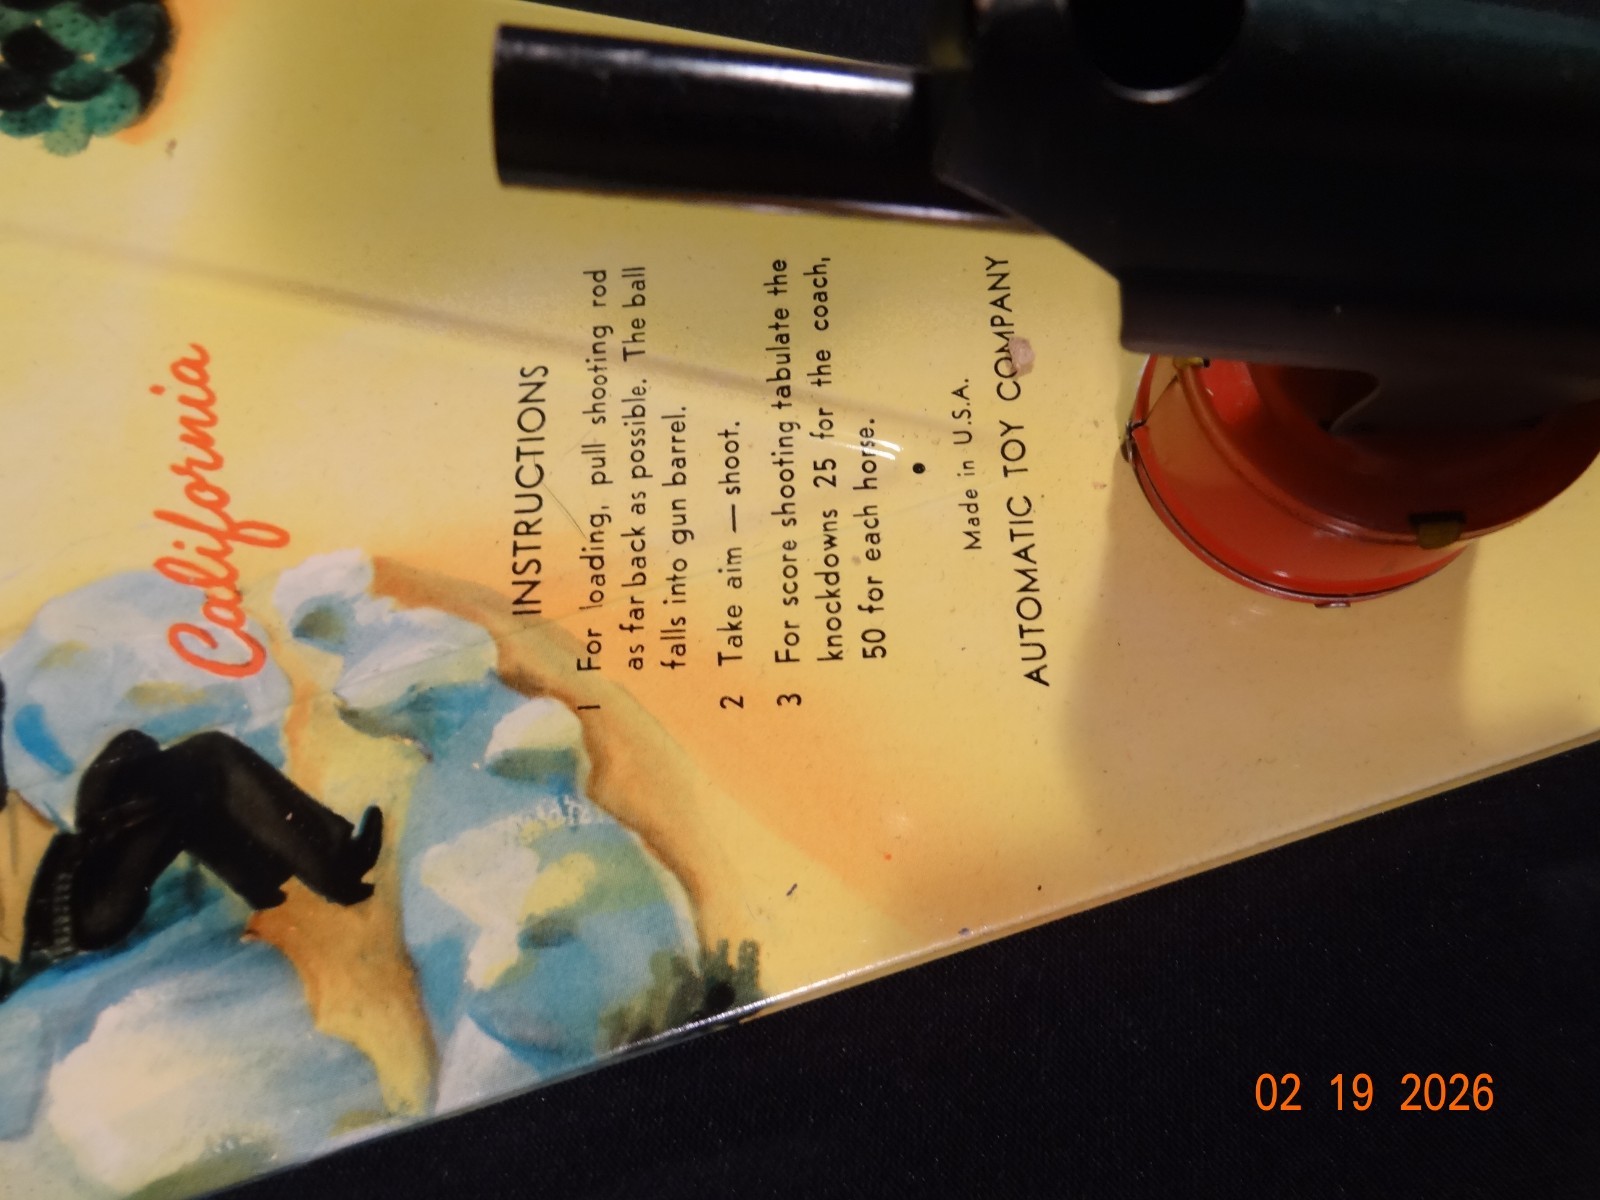 California
INSTRUCTIONS
1 For loading, pull shooting rod
as far back as possible. The ball
falls into gun barrel.
2 Take aim — shoot.
3 For score shooting tabulate the
knockdowns 25 for the coach,
50 for each horse.
Made in U.S.A.
AUTOMATIC TOY COMPANY
02 19 2026